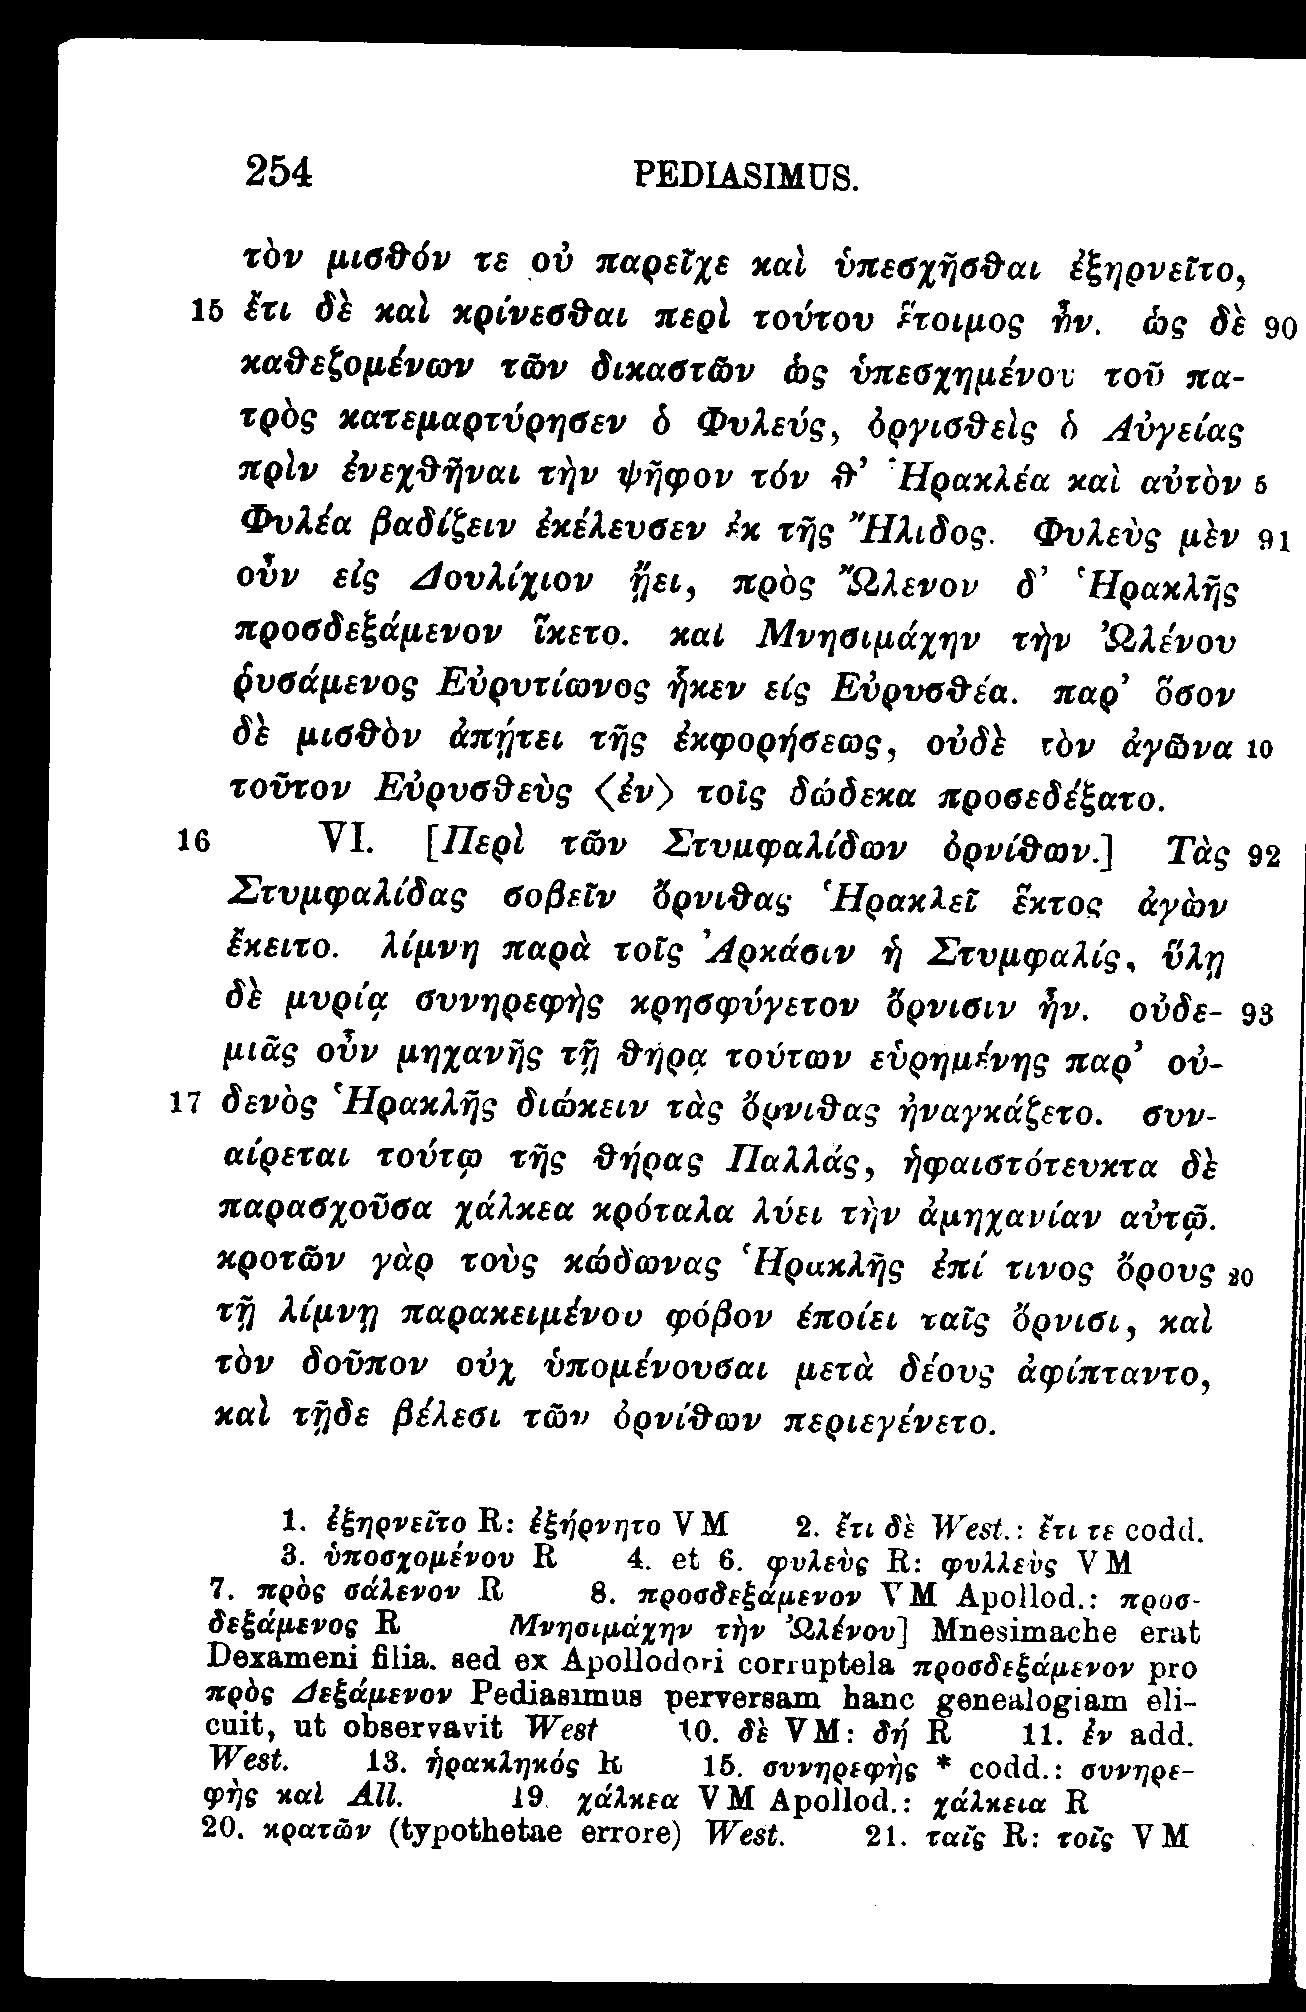 254 PEDIASIMUS.
τὸν μισθόν τε οὐ παρεῖχε καὶ ὑπεσχῆσθαι ἐξηρνεῖτο,
15 ἔτι δὲ καὶ κρίνεσθαι περὶ τούτου ἕτοιμος ἦν. ὡς δὲ 90
καθεζομένων τῶν δικαστῶν ὡς ὑπεσχημένου τοῦ πα-
τρὸς κατεμαρτύρησεν ὁ Φυλεύς, ὀργισθεὶς ὁ Αὐγείας
πρὶν ἐνεχθῆναι τὴν ψῆφον τόν θ’ Ἡρακλέα καὶ αὐτὸν 5
Φυλέα βαδίζειν ἐκέλευσεν ἐκ τῆς Ἤλιδος. Φυλεὺς μὲν 91
οὖν εἰς Δουλίχιον ᾔει, πρὸς Ὤλενον δ’ Ἡρακλῆς
προσδεξάμενον ἵκετο. καὶ Μνησιμάχην τὴν Ὠλένου
ῥυσάμενος Εὐρυτίωνος ἧκεν εἰς Εὐρυσθέα. παρ’ ὅσον
δὲ μισθὸν ἀπῄτει τῆς ἐκφορήσεως, οὐδὲ τὸν ἀγῶνα 10
τοῦτον Εὐρυσθεὺς ⟨ἐν⟩ τοῖς δώδεκα προσεδέξατο.
16 VI. [Περὶ τῶν Στυμφαλίδων ὀρνίθων.] Τὰς 92
Στυμφαλίδας σοβεῖν ὄρνιθας Ἡρακλεῖ ἕκτος ἀγὼν
ἔκειτο. λίμνη παρὰ τοῖς Ἀρκάσιν ἡ Στυμφαλίς, ὕλῃ
δὲ μυρίᾳ συνηρεφὴς κρησφύγετον ὄρνισιν ἦν. οὐδε- 93
μιᾶς οὖν μηχανῆς τῇ θήρᾳ τούτων εὑρημένης παρ’ οὐ-
17 δενὸς Ἡρακλῆς διώκειν τὰς ὄρνιθας ἠναγκάζετο. συν-
αίρεται τούτῳ τῆς θήρας Παλλάς, ἡφαιστότευκτα δὲ
παρασχοῦσα χάλκεα κρόταλα λύει τὴν ἀμηχανίαν αὐτῷ.
κροτῶν γὰρ τοὺς κώδωνας Ἡρακλῆς ἐπί τινος ὄρους 20
τῇ λίμνῃ παρακειμένου φόβον ἐποίει ταῖς ὄρνισι, καὶ
τὸν δοῦπον οὐχ ὑπομένουσαι μετὰ δέους ἀφίπταντο,
καὶ τῇδε βέλεσι τῶν ὀρνίθων περιεγένετο.
1. ἐξηρνεῖτο R: ἐξήρνητο VM 2. ἔτι δὲ West.: ἔτι τε codd.
3. ὑποσχομένου R 4. et 6. φυλεὺς R: φυλλεὺς VM
7. πρὸς σάλενον R 8. προσδεξάμενον VM Apollod.: προσ-
δεξάμενος R Μνησιμάχην τὴν Ὠλένου] Mnesimache erat
Dexameni filia. sed ex Apollodori corruptela προσδεξάμενον pro
πρὸς Δεξάμενον Pediasimus perversam hanc genealogiam eli-
cuit, ut observavit West 10. δὲ VM: δή R 11. ἐν add.
West. 13. ἡρακληκός R 15. συνηρεφὴς * codd.: συνηρε-
φὴς καὶ All. 19. χάλκεα VM Apollod.: χάλκεια R
20. κρατῶν (typothetae errore) West. 21. ταῖς R: τοῖς VM